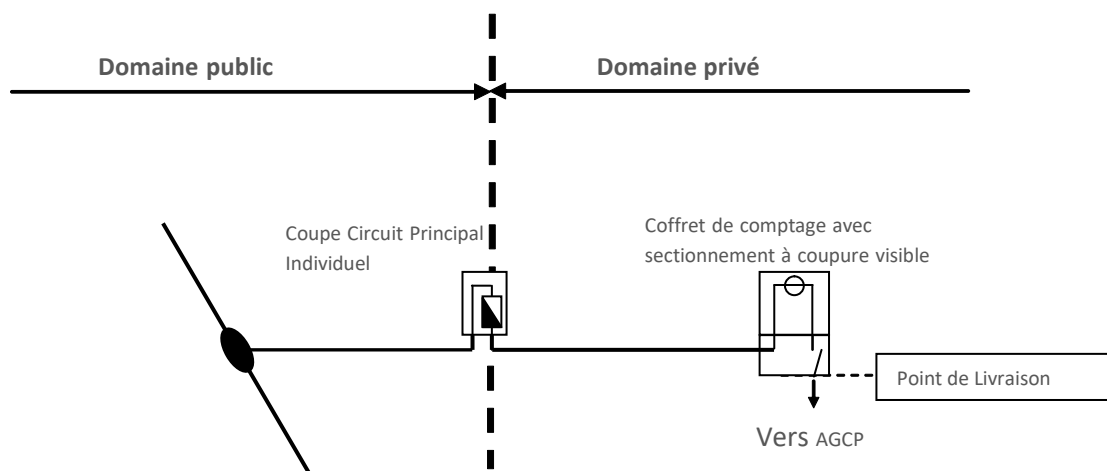 Domaine public
Domaine privé
Coupe Circuit Principal
Individuel
Coffret de comptage avec
sectionnement à coupure visible
Point de Livraison
Vers AGCP